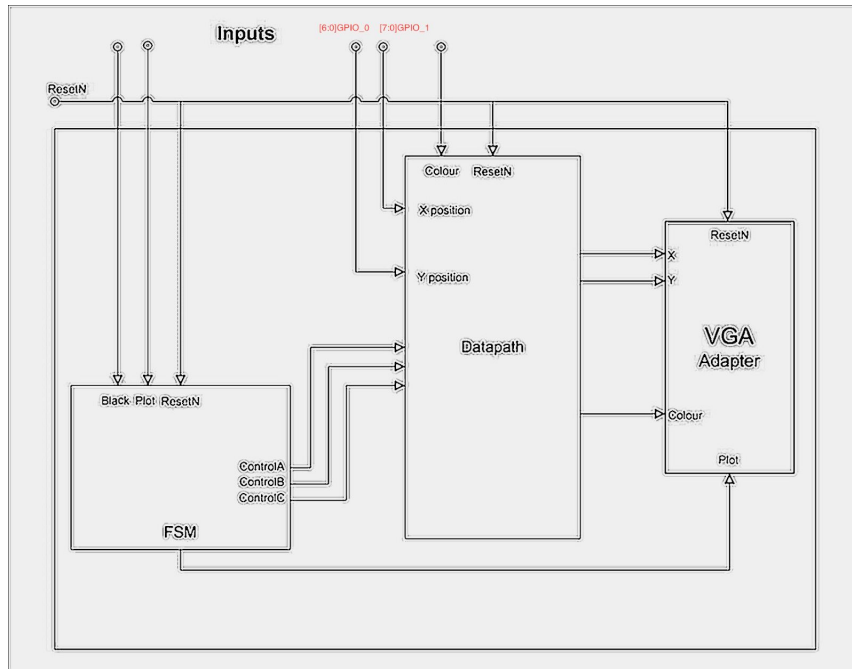 Inputs
[6:0]GPIO_0
[7:0]GPIO_1
ResetN
Colour
ResetN
X position
Y position
ResetN
X
Y
VGA
Adapter
Datapath
Black
Plot
ResetN
Colour
Plot
ControlA
ControlB
ControlC
FSM